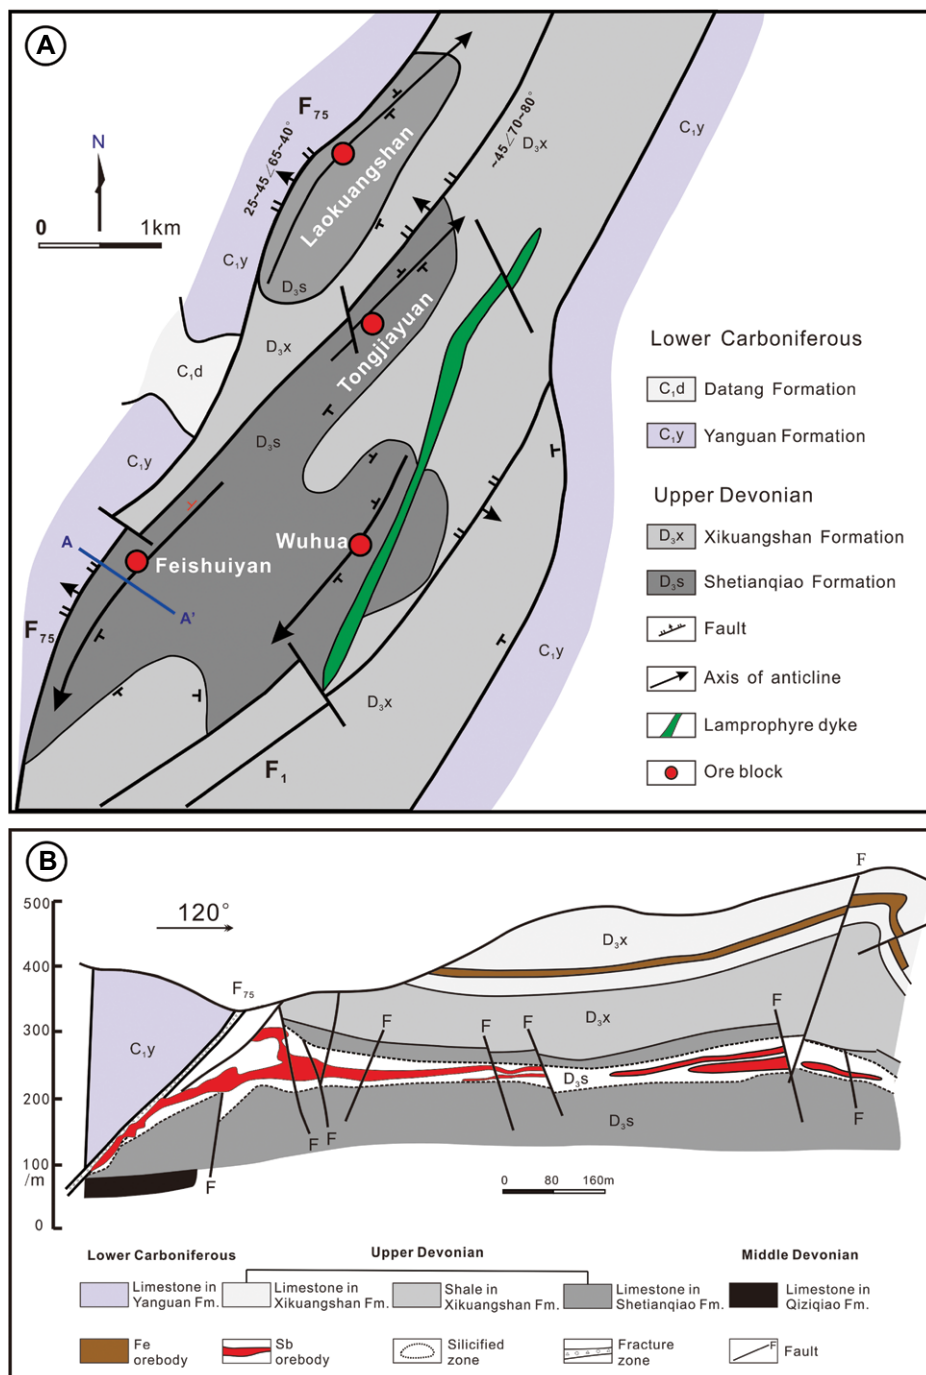 A
F75
25~45∠65~40°
~45∠70~80°
D3x
C1y
N
0 1km
Laokuangshan
C1y
D3s
D3x
Tongjiayuan
C1d
D3s
D3x
C1y
Wuhua
A
Feishuiyan
A'
F75
C1y
D3x
F1
Lower Carboniferous
C1d Datang Formation
C1y Yanguan Formation
Upper Devonian
D3x Xikuangshan Formation
D3s Shetianqiao Formation
Fault
Axis of anticline
Lamprophyre dyke
Ore block
B
F
500
120°
D3x
400
F75
300
C1y
F
F
F
F
D3x
D3s
200
D3s
F
F
F
F
100
/m
0
0 80 160m
Lower Carboniferous
Upper Devonian
Middle Devonian
Limestone in
Yanguan Fm.
Limestone in
Xikuangshan Fm.
Shale in
Xikuangshan Fm.
Limestone in
Shetianqiao Fm.
Limestone in
Qiziqiao Fm.
Fe
orebody
Sb
orebody
Silicified
zone
Fracture
zone
F
Fault